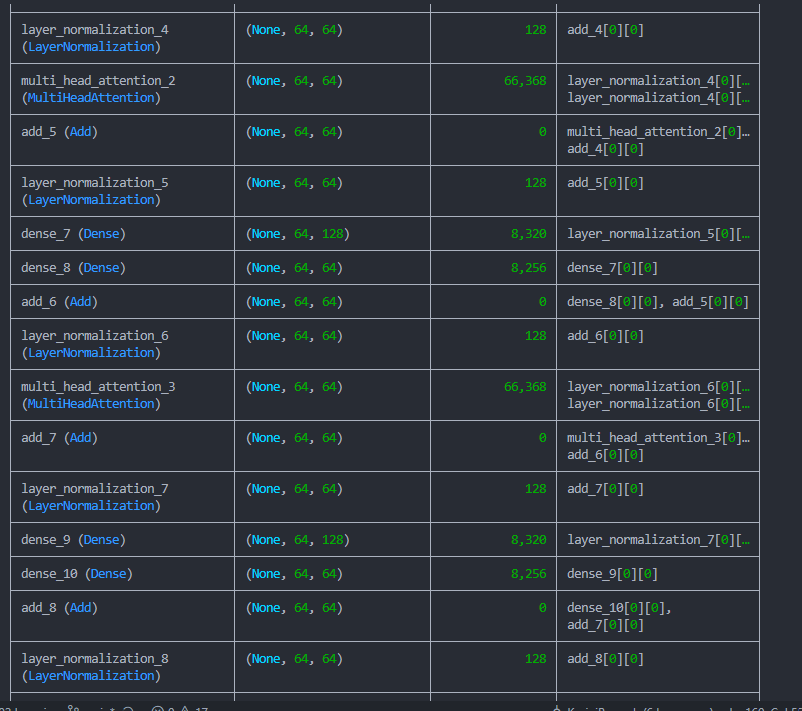 layer_normalization_4 (None, 64, 64) 128 add_4[0][0]
(LayerNormalization)
multi_head_attention_2 (None, 64, 64) 66,368 layer_normalization_4[0][…
(MultiHeadAttention) layer_normalization_4[0][…
add_5 (Add) (None, 64, 64) 0 multi_head_attention_2[0]…
add_4[0][0]
layer_normalization_5 (None, 64, 64) 128 add_5[0][0]
(LayerNormalization)
dense_7 (Dense) (None, 64, 128) 8,320 layer_normalization_5[0][…
dense_8 (Dense) (None, 64, 64) 8,256 dense_7[0][0]
add_6 (Add) (None, 64, 64) 0 dense_8[0][0], add_5[0][0]
layer_normalization_6 (None, 64, 64) 128 add_6[0][0]
(LayerNormalization)
multi_head_attention_3 (None, 64, 64) 66,368 layer_normalization_6[0][…
(MultiHeadAttention) layer_normalization_6[0][…
add_7 (Add) (None, 64, 64) 0 multi_head_attention_3[0]…
add_6[0][0]
layer_normalization_7 (None, 64, 64) 128 add_7[0][0]
(LayerNormalization)
dense_9 (Dense) (None, 64, 128) 8,320 layer_normalization_7[0][…
dense_10 (Dense) (None, 64, 64) 8,256 dense_9[0][0]
add_8 (Add) (None, 64, 64) 0 dense_10[0][0],
add_7[0][0]
layer_normalization_8 (None, 64, 64) 128 add_8[0][0]
(LayerNormalization)